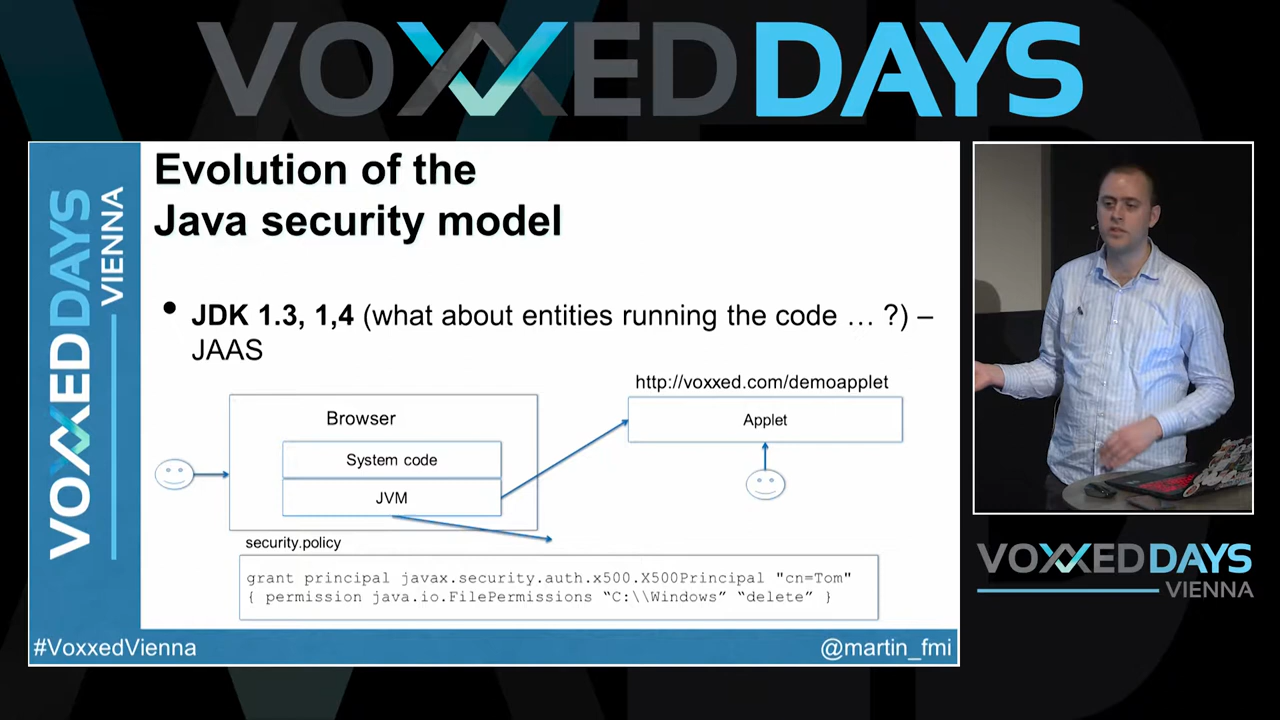 VOXXED DAYS
VOXXED DAYS
VIENNA
Evolution of the
Java security model
• JDK 1.3, 1,4 (what about entities running the code … ?) –
JAAS
http://voxxed.com/demoapplet
Browser
Applet
System code
JVM
security.policy
grant principal javax.security.auth.x500.X500Principal "cn=Tom"
{ permission java.io.FilePermissions “C:\\Windows” “delete” }
#VoxxedVienna
@martin_fmi
VOXXED DAYS
VIENNA